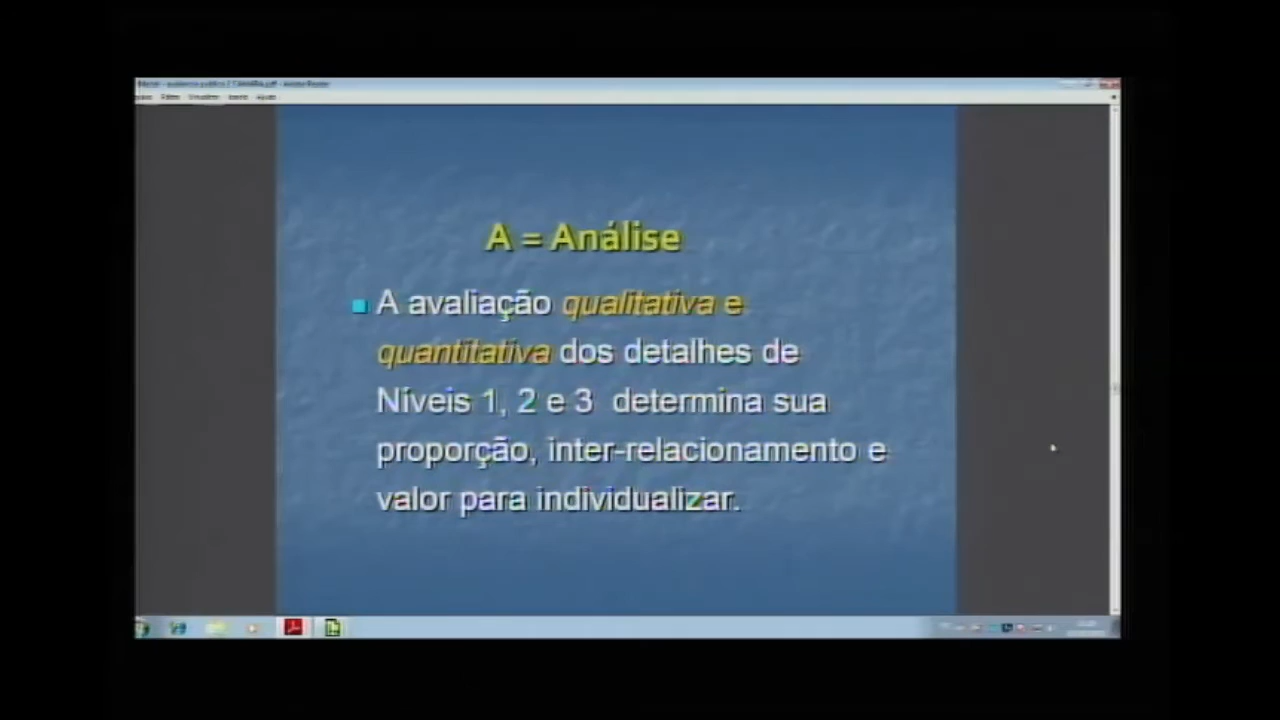 A = Análise
A avaliação qualitativa e
quantitativa dos detalhes de
Níveis 1, 2 e 3 determina sua
proporção, inter-relacionamento e
valor para individualizar.